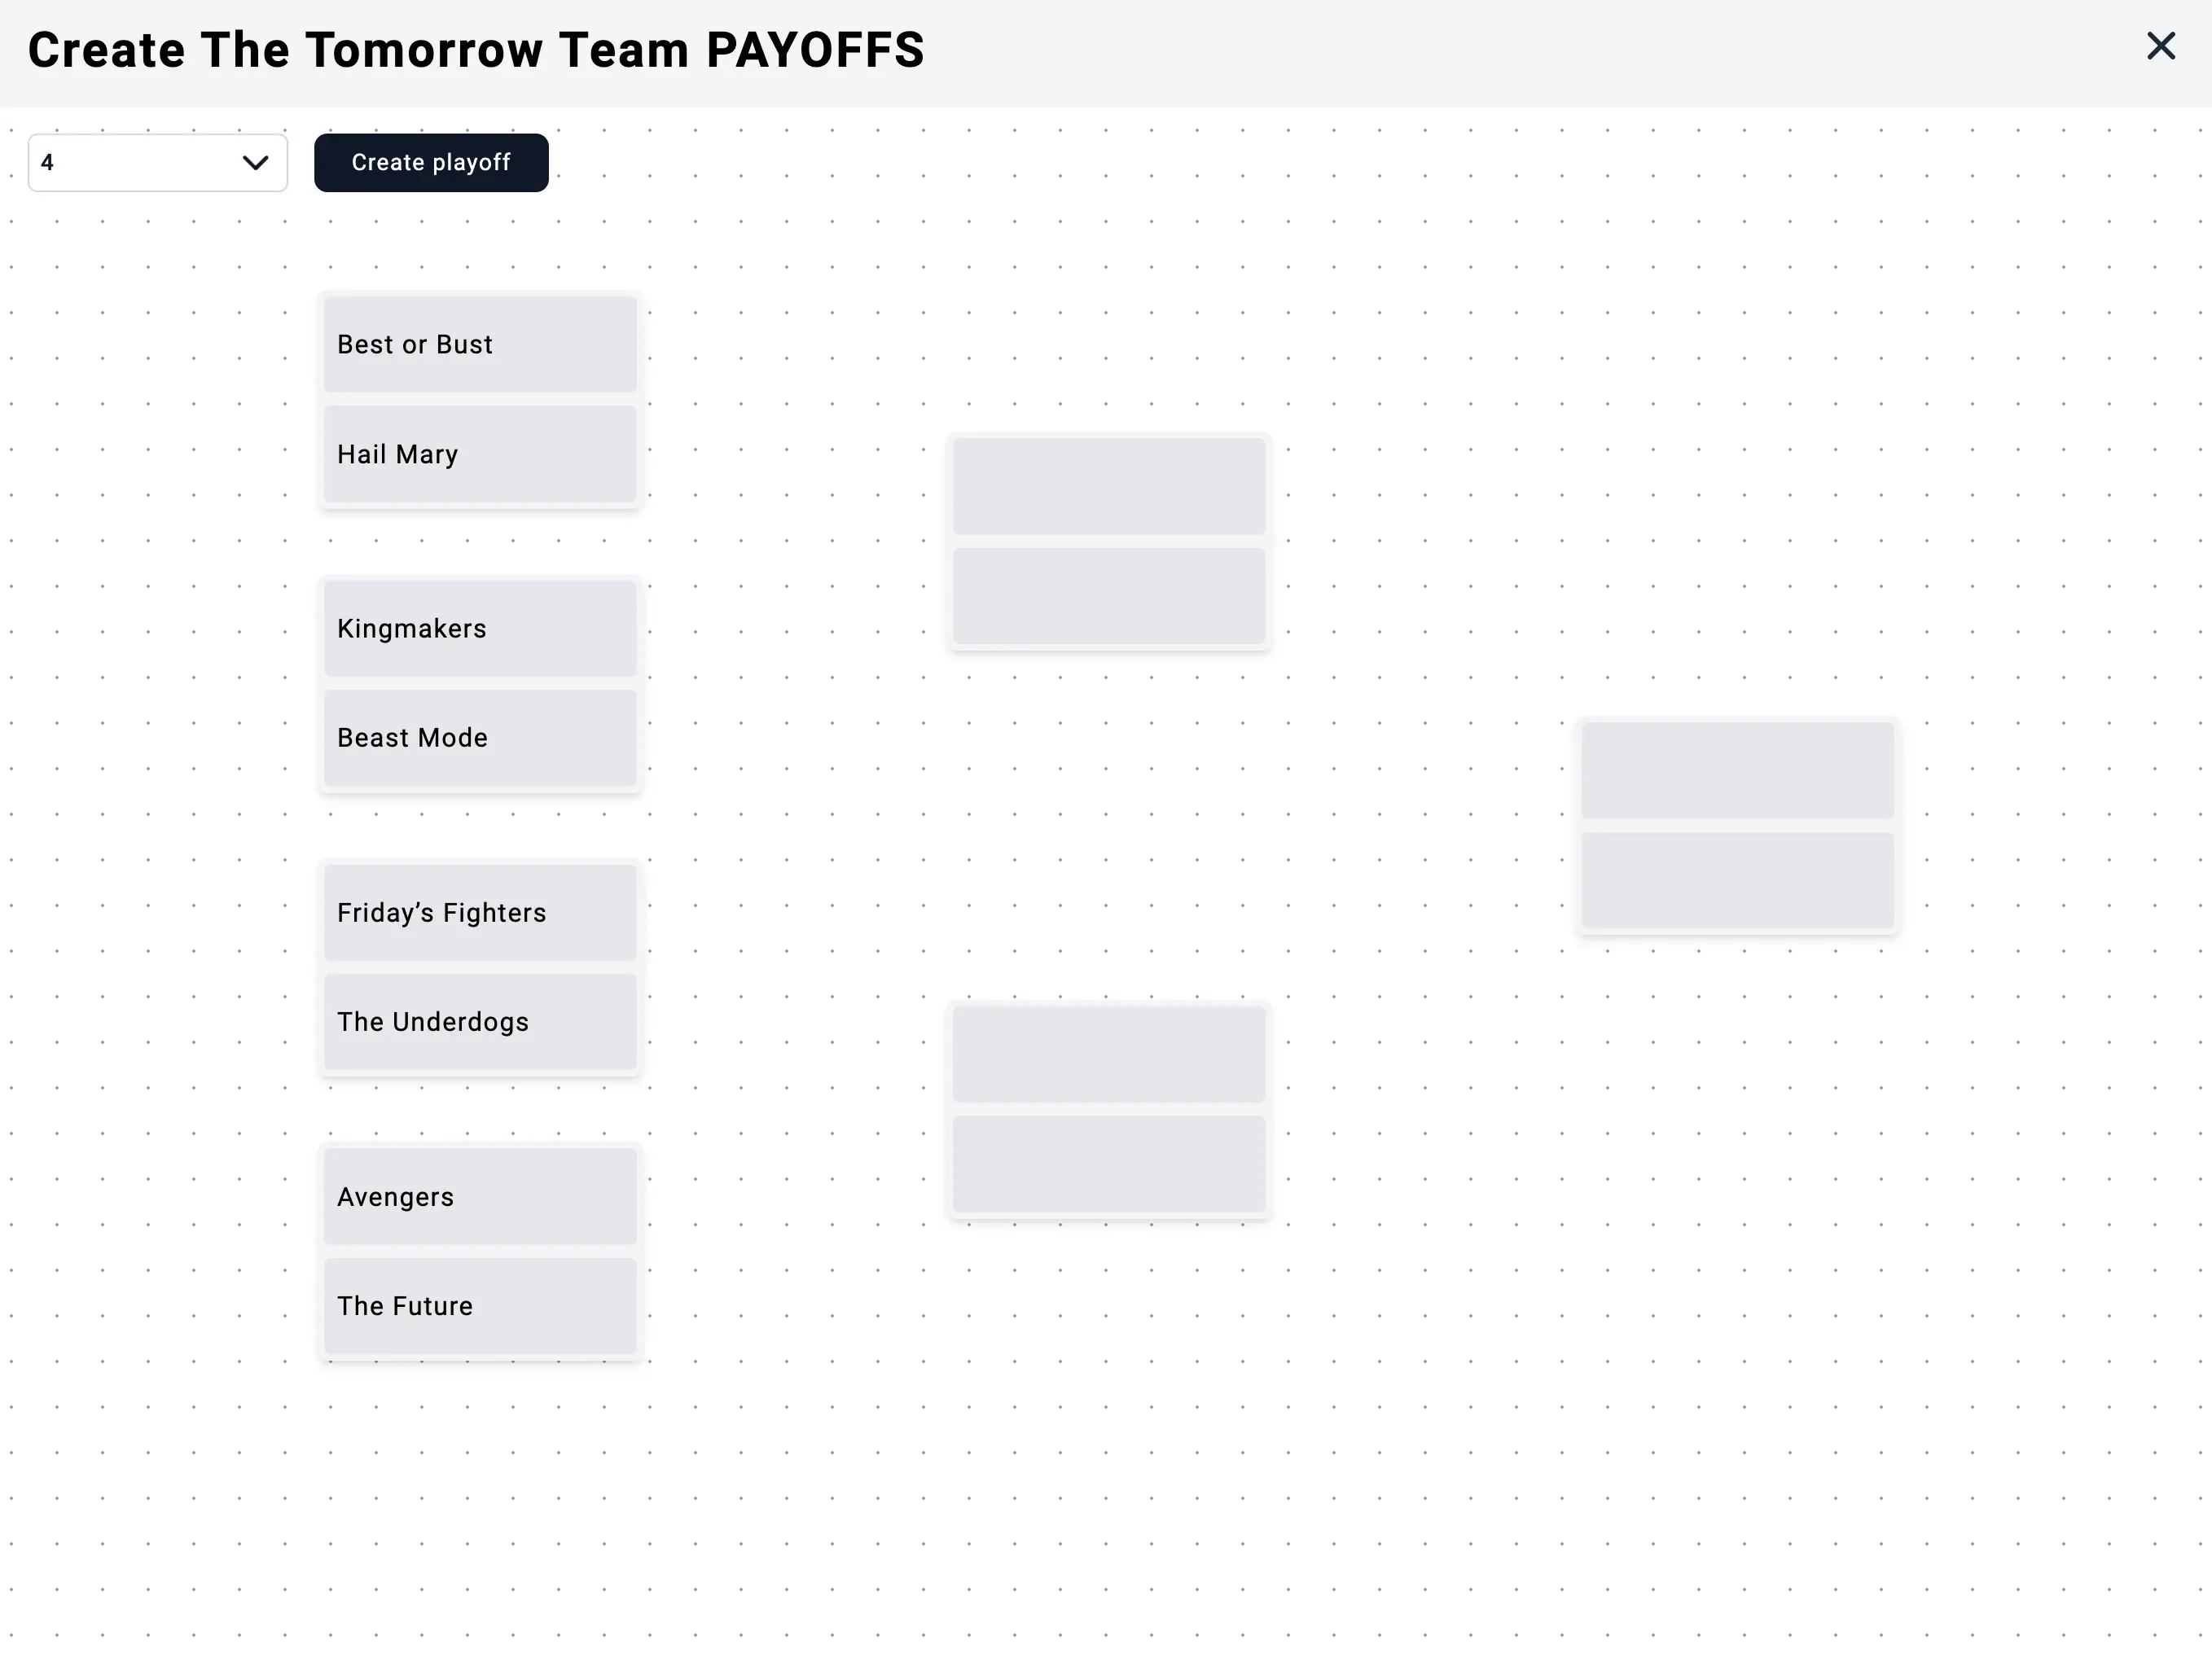 Create The Tomorrow Team PAYOFFS
4
Create playoff
Best or Bust
Hail Mary
Kingmakers
Beast Mode
Friday’s Fighters
The Underdogs
Avengers
The Future